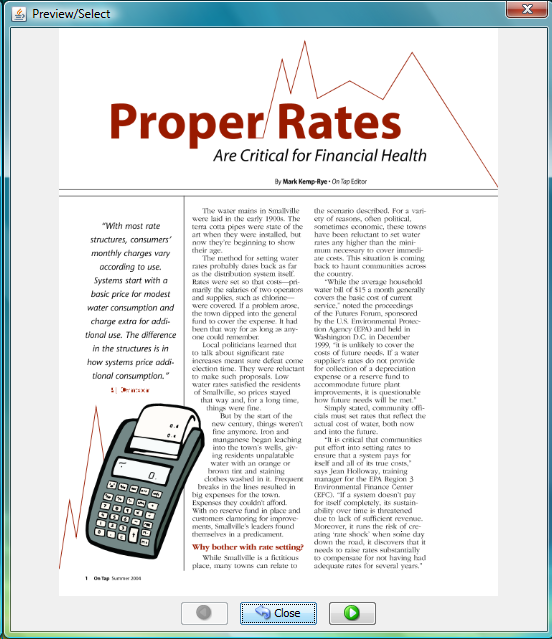 Preview/Select
Proper Rates
Are Critical for Financial Health
By Mark Kemp-Rye • On Tap Editor
"With most rate
structures, consumers'
monthly charges vary
according to use.
Systems start with a
basic price for modest
water consumption and
charge extra for addi-
tional use. The difference
in the structures is in
how systems price addi-
tional consumption."
The water mains in Smallville
were laid in the early 1900s. The
terra cotta pipes were state of the
art when they were installed, but
now they're beginning to show
their age.
The method for setting water
rates probably dates back as far
as the distribution system itself.
Rates were set so that costs—pri-
marily the salaries of two operators
and supplies, such as chlorine—
were covered. If a problem arose,
the town dipped into the general
fund to cover the expense. It had
been that way for as long as any-
one could remember.
Local politicians learned that
to talk about significant rate
increases meant sure defeat come
election time. They were reluctant
to make such proposals. Low
water rates satisfied the residents
of Smallville, so prices stayed
that way and, for a long time,
things were fine.
But by the start of the
new century, things weren't
fine anymore. Iron and
manganese began leaching
into the town's wells, giv-
ing residents unpalatable
water with an orange or
brown tint and staining
clothes washed in it. Frequent
breaks in the lines resulted in
big expenses for the town.
Expenses they couldn't afford.
With no reserve fund in place and
customers clamoring for improve-
ments, Smallville's leaders found
themselves in a predicament.
Why bother with rate setting?
While Smallville is a fictitious
place, many towns can relate to
the scenario described. For a vari-
ety of reasons, often political,
sometimes economic, these towns
have been reluctant to set water
rates any higher than the mini-
mum necessary to cover immedi-
ate costs. This situation is coming
back to haunt communities across
the country.
"While the average household
water bill of $15 a month generally
covers the basic cost of current
service," noted the proceedings
of the Futures Forum, sponsored
by the U.S. Environmental Protec-
tion Agency (EPA) and held in
Washington D.C. in December
1999, "it is unlikely to cover the
costs of future needs. If a water
supplier's rates do not provide
for collection of a depreciation
expense or a reserve fund to
accommodate future plant
improvements, it is questionable
how future needs will be met."
Simply stated, community offi-
cials must set rates that reflect the
actual cost of water, both now
and into the future.
"It is critical that communities
put effort into setting rates to
ensure that a system pays for
itself and all of its true costs,"
says Jean Holloway, training
manager for the EPA Region 3
Environmental Finance Center
(EFC). "If a system doesn't pay
for itself completely, its sustain-
ability over time is threatened
due to lack of sufficient revenue.
Moreover, it runs the risk of cre-
ating 'rate shock' when some day
down the road, it discovers that it
needs to raise rates substantially
to compensate for not having had
adequate rates for several years."
1 On Tap Summer 2004
Close